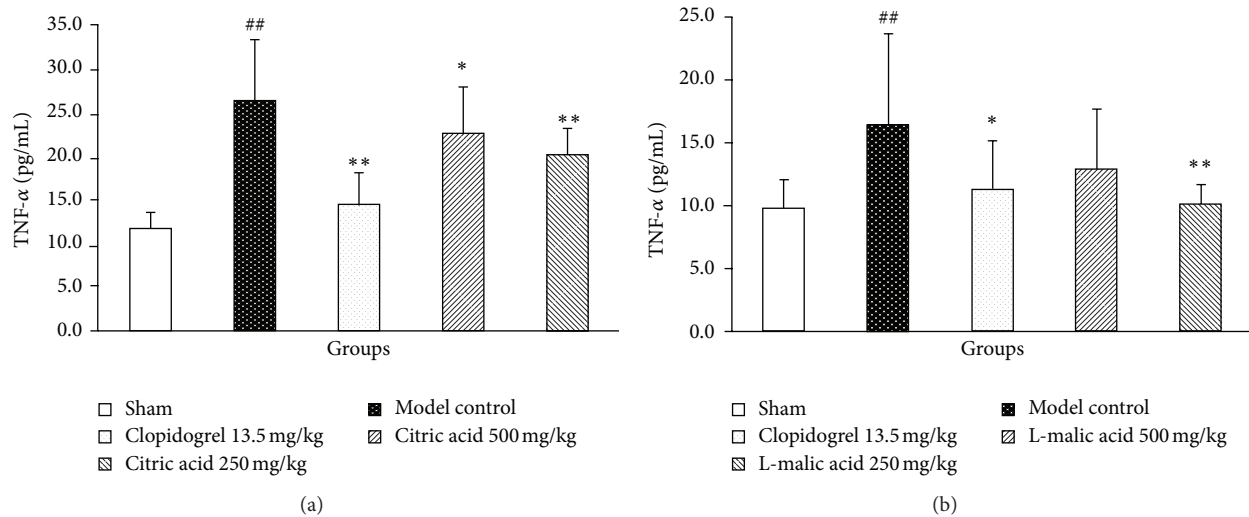 35.0
30.0
25.0
20.0
15.0
10.0
5.0
0.0
TNF-α (pg/mL)
##
**
*
**
Groups
Sham
Model control
Clopidogrel 13.5 mg/kg
Citric acid 500 mg/kg
Citric acid 250 mg/kg
(a)
25.0
20.0
15.0
10.0
5.0
0.0
TNF-α (pg/mL)
##
*
**
Groups
Sham
Model control
Clopidogrel 13.5 mg/kg
L-malic acid 500 mg/kg
L-malic acid 250 mg/kg
(b)